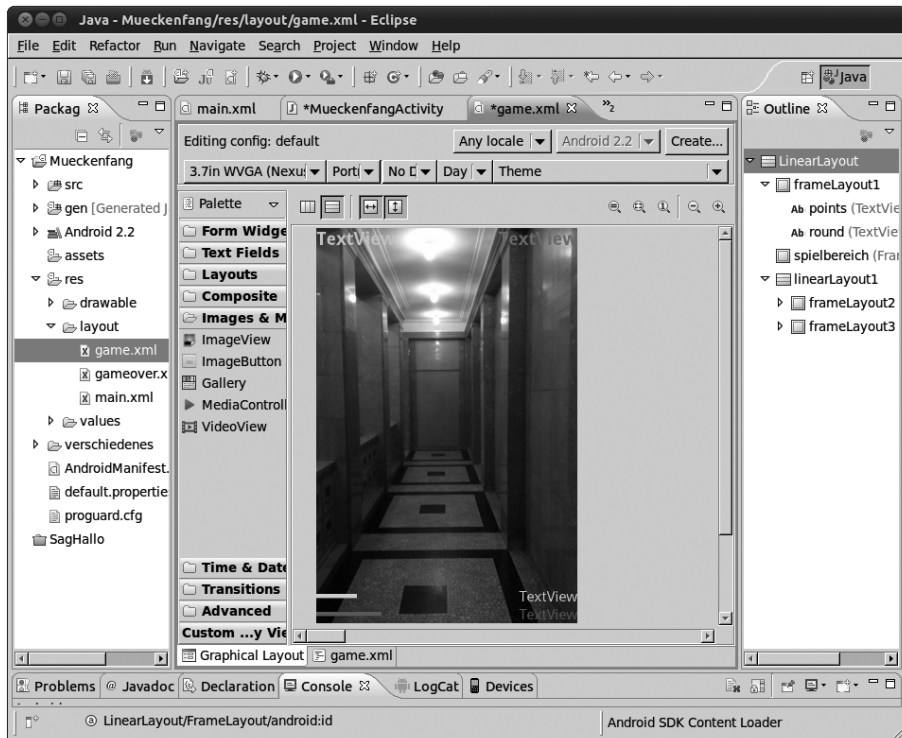 Java - Mueckenfang/res/layout/game.xml - Eclipse
File Edit Refactor Run Navigate Search Project Window Help
Java
Packag
main.xml
*MueckenfangActivity
*game.xml
»2
Outline
Editing config: default
Any locale
Android 2.2
Create...
3.7in WVGA (Nexu
Port
No D
Day
Theme
Mueckenfang
src
gen [Generated J
Android 2.2
assets
res
drawable
layout
game.xml
gameover.x
main.xml
values
verschiedenes
AndroidManifest.
default.propertie
proguard.cfg
SagHallo
Palette
Form Widge
Text Fields
Layouts
Composite
Images & M
ImageView
ImageButton
Gallery
MediaControll
VideoView
Time & Date
Transitions
Advanced
Custom ...y Vie
TextView
TextView
TextView
TextView
LinearLayout
frameLayout1
Ab points (TextVie
Ab round (TextVie
spielbereich (Fran
linearLayout1
frameLayout2
frameLayout3
Graphical Layout
game.xml
Problems
@ Javadoc
Declaration
Console
LogCat
Devices
LinearLayout/FrameLayout/android:id
Android SDK Content Loader